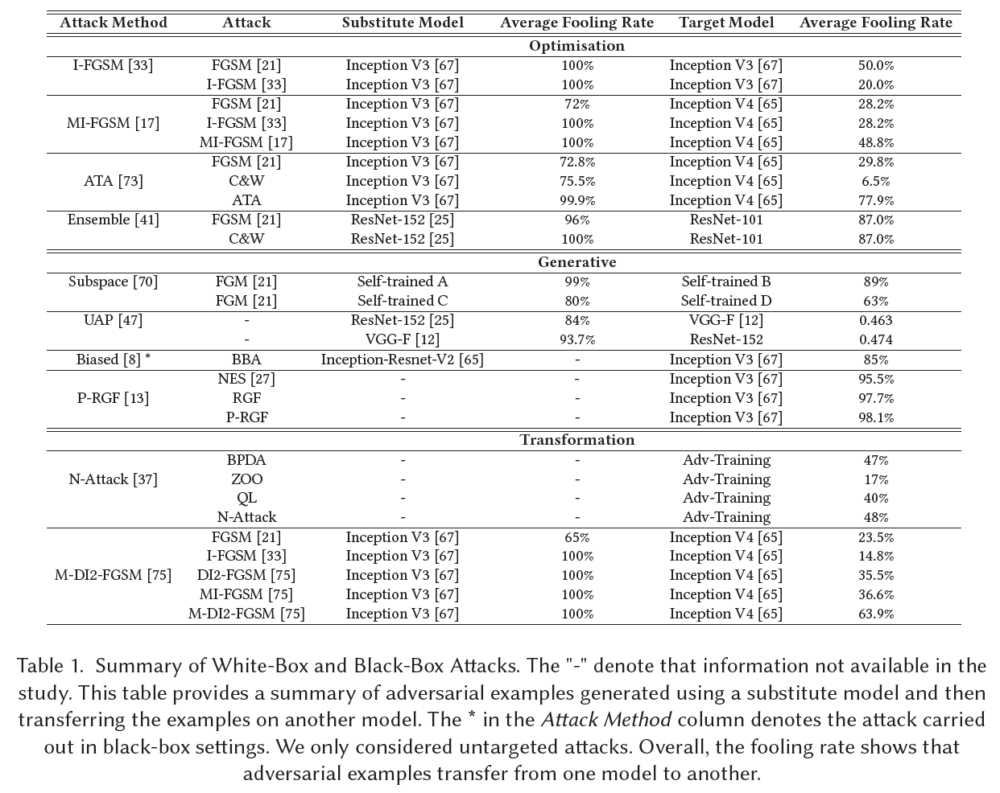 Attack Method Attack Substitute Model Average Fooling Rate Target Model Average Fooling Rate
Optimisation
I-FGSM [33] FGSM [21] Inception V3 [67] 100% Inception V3 [67] 50.0%
I-FGSM [33] Inception V3 [67] 100% Inception V3 [67] 20.0%
FGSM [21] Inception V3 [67] 72% Inception V4 [65] 28.2%
MI-FGSM [17] I-FGSM [33] Inception V3 [67] 100% Inception V4 [65] 28.2%
MI-FGSM [17] Inception V3 [67] 100% Inception V4 [65] 48.8%
FGSM [21] Inception V3 [67] 72.8% Inception V4 [65] 29.8%
ATA [73] C&W Inception V3 [67] 75.5% Inception V4 [65] 6.5%
ATA Inception V3 [67] 99.9% Inception V4 [65] 77.9%
Ensemble [41] FGSM [21] ResNet-152 [25] 96% ResNet-101 87.0%
C&W ResNet-152 [25] 100% ResNet-101 87.0%
Generative
Subspace [70] FGM [21] Self-trained A 99% Self-trained B 89%
FGM [21] Self-trained C 80% Self-trained D 63%
UAP [47] - ResNet-152 [25] 84% VGG-F [12] 0.463
- VGG-F [12] 93.7% ResNet-152 0.474
Biased [8] * BBA Inception-Resnet-V2 [65] - Inception V3 [67] 85%
NES [27] - - Inception V3 [67] 95.5%
P-RGF [13] RGF - - Inception V3 [67] 97.7%
P-RGF - - Inception V3 [67] 98.1%
Transformation
BPDA - - Adv-Training 47%
N-Attack [37] ZOO - - Adv-Training 17%
QL - - Adv-Training 40%
N-Attack - - Adv-Training 48%
FGSM [21] Inception V3 [67] 65% Inception V4 [65] 23.5%
I-FGSM [33] Inception V3 [67] 100% Inception V4 [65] 14.8%
M-DI2-FGSM [75] DI2-FGSM [75] Inception V3 [67] 100% Inception V4 [65] 35.5%
MI-FGSM [75] Inception V3 [67] 100% Inception V4 [65] 36.6%
M-DI2-FGSM [75] Inception V3 [67] 100% Inception V4 [65] 63.9%
Table 1. Summary of White-Box and Black-Box Attacks. The "-" denote that information not available in the
study. This table provides a summary of adversarial examples generated using a substitute model and then
transferring the examples on another model. The * in the Attack Method column denotes the attack carried
out in black-box settings. We only considered untargeted attacks. Overall, the fooling rate shows that
adversarial examples transfer from one model to another.